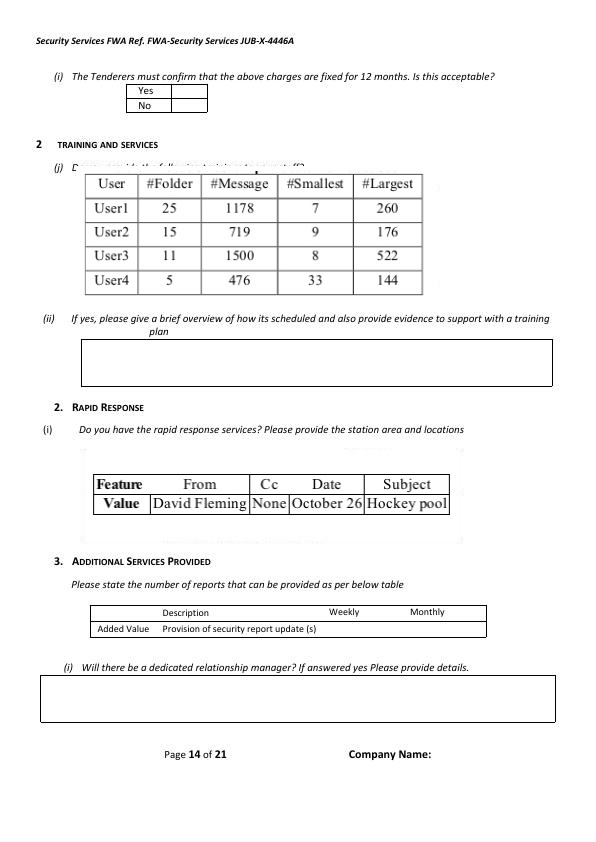 Security Services FWA Ref. FWA-Security Services JUB-X-4446A
(i) The Tenderers must confirm that the above charges are fixed for 12 months. Is this acceptable?
Yes
No
2 TRAINING AND SERVICES
(j)
User #Folder #Message #Smallest #Largest
User1 25 1178 7 260
User2 15 719 9 176
User3 11 1500 8 522
User4 5 476 33 144
(ii) If yes, please give a brief overview of how its scheduled and also provide evidence to support with a training
plan
2. RAPID RESPONSE
(i) Do you have the rapid response services? Please provide the station area and locations
Feature From Cc Date Subject
Value David Fleming None October 26 Hockey pool
3. ADDITIONAL SERVICES PROVIDED
Please state the number of reports that can be provided as per below table
Description Weekly Monthly
Added Value Provision of security report update (s)
(i) Will there be a dedicated relationship manager? If answered yes Please provide details.
Page 14 of 21 Company Name: